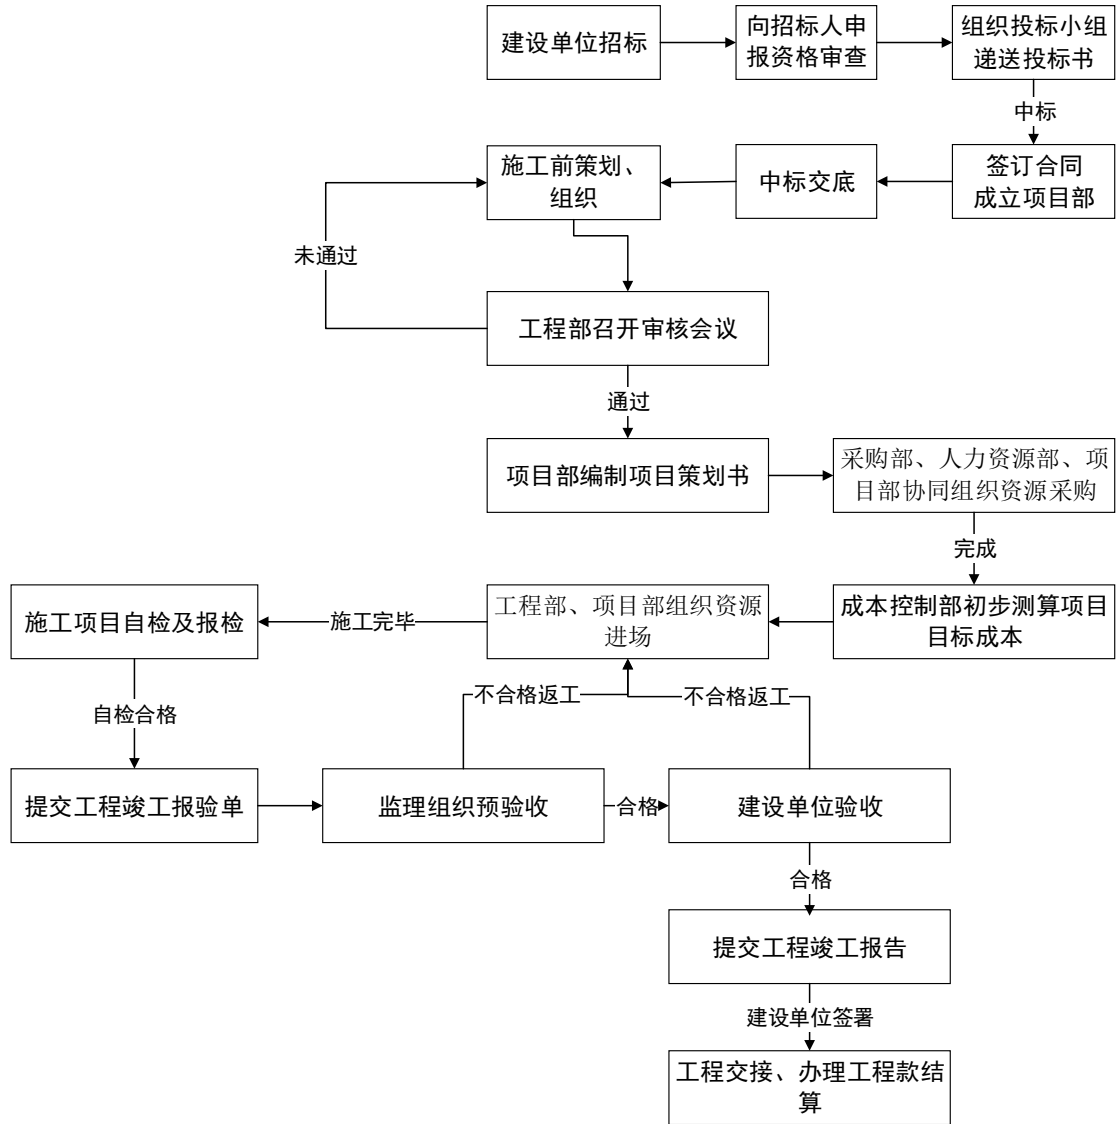 建设单位招标
向招标人申
报资格审查
组织投标小组
递送投标书
中标
签订合同
成立项目部
中标交底
施工前策划、
组织
未通过
工程部召开审核会议
通过
项目部编制项目策划书
采购部、人力资源部、项
目部协同组织资源采购
完成
成本控制部初步测算项目
目标成本
工程部、项目部组织资源
进场
施工完毕
施工项目自检及报检
自检合格
不合格返工
不合格返工
提交工程竣工报验单
监理组织预验收
合格
建设单位验收
合格
提交工程竣工报告
建设单位签署
工程交接、办理工程款结
算